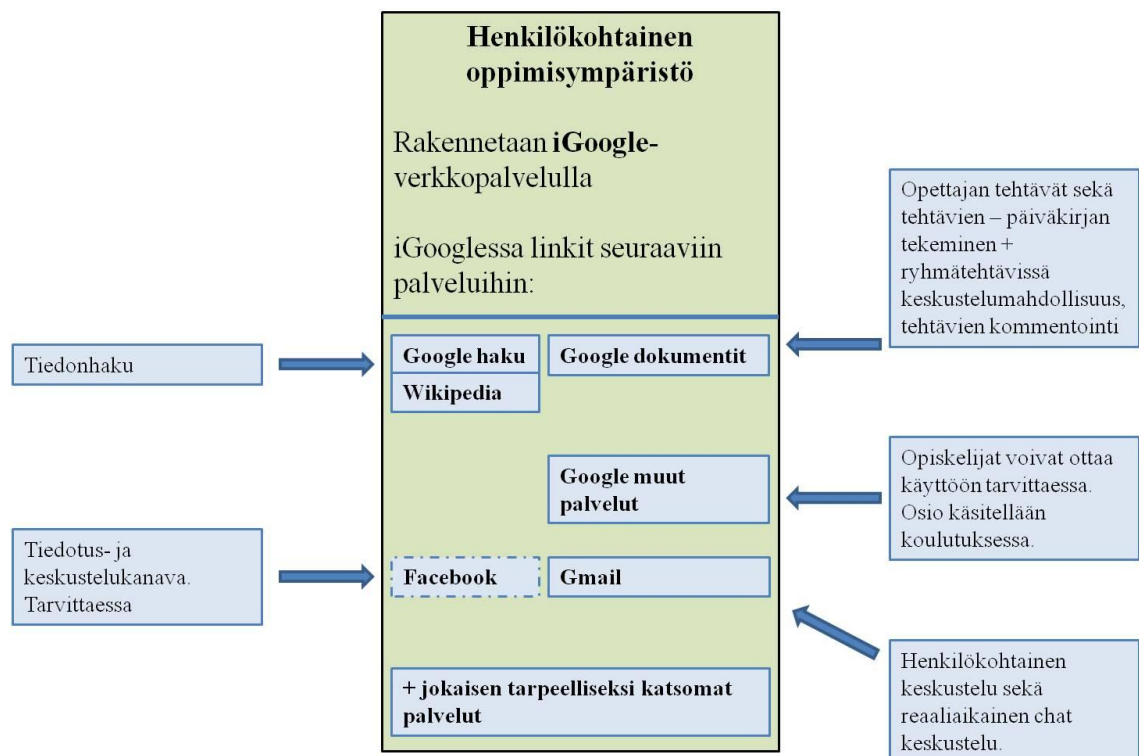 Henkilökohtainen
oppimisympäristö
Rakennetaan iGoogle-
verkkopalvelulla
iGooglessa linkit seuraaviin
palveluihin:
Opettajan tehtävät sekä
tehtävien – päiväkirjan
tekeminen +
ryhmätehtävissä
keskustelumahdollisuus,
tehtävien kommentointi
Tiedonhaku
Google haku
Wikipedia
Google dokumentit
Google muut
palvelut
Opiskelijat voivat ottaa
käyttöön tarvittaessa.
Osio käsitellään
koulutuksessa.
Tiedotus- ja
keskustelukanava.
Tarvittaessa
Facebook
Gmail
Henkilökohtainen
keskustelu sekä
reaaliaikainen chat
keskustelu.
+ jokaisen tarpeelliseksi katsomat
palvelut